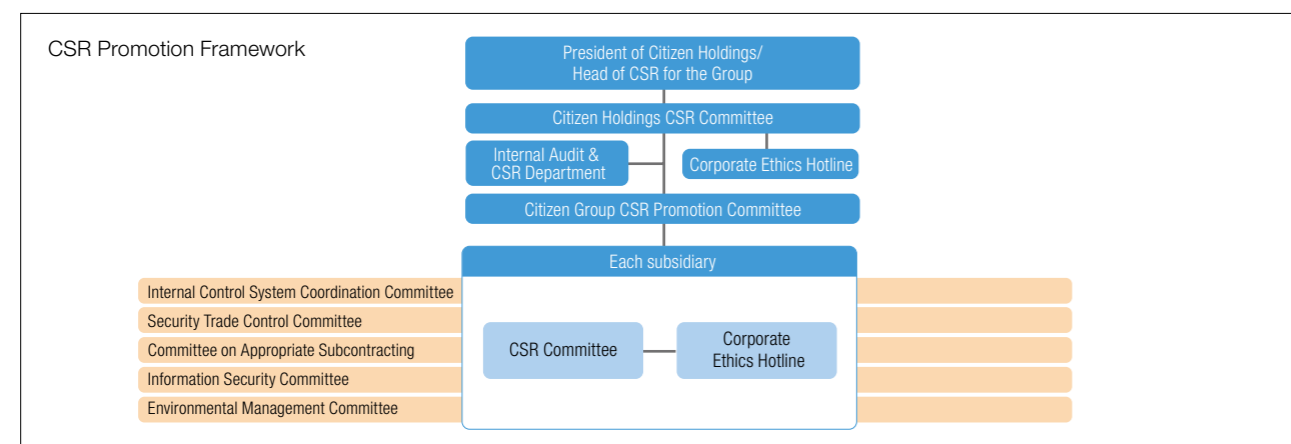 CSR Promotion Framework
President of Citizen Holdings/
Head of CSR for the Group
Citizen Holdings CSR Committee
Internal Audit &
CSR Department
Corporate Ethics Hotline
Citizen Group CSR Promotion Committee
Each subsidiary
Internal Control System Coordination Committee
Security Trade Control Committee
Committee on Appropriate Subcontracting
Information Security Committee
Environmental Management Committee
CSR Committee
Corporate
Ethics Hotline